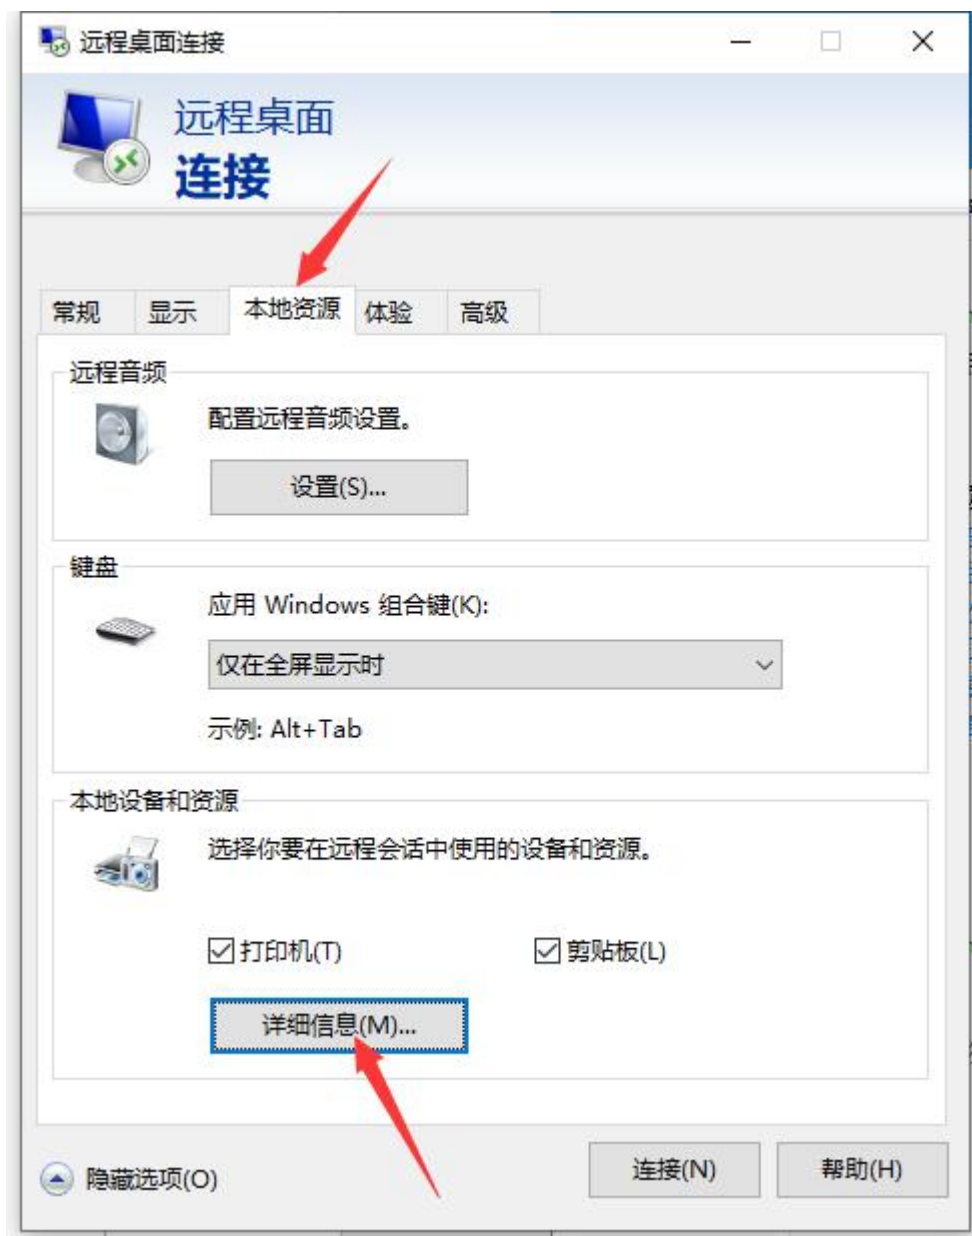 远程桌面连接
远程桌面
连接
常规 显示 本地资源 体验 高级
远程音频
配置远程音频设置。
设置(S)...
键盘
应用 Windows 组合键(K):
仅在全屏显示时
示例: Alt+Tab
本地设备和资源
选择你要在远程会话中使用的设备和资源。
打印机(T) 剪贴板(L)
详细信息(M)...
隐藏选项(O) 连接(N) 帮助(H)